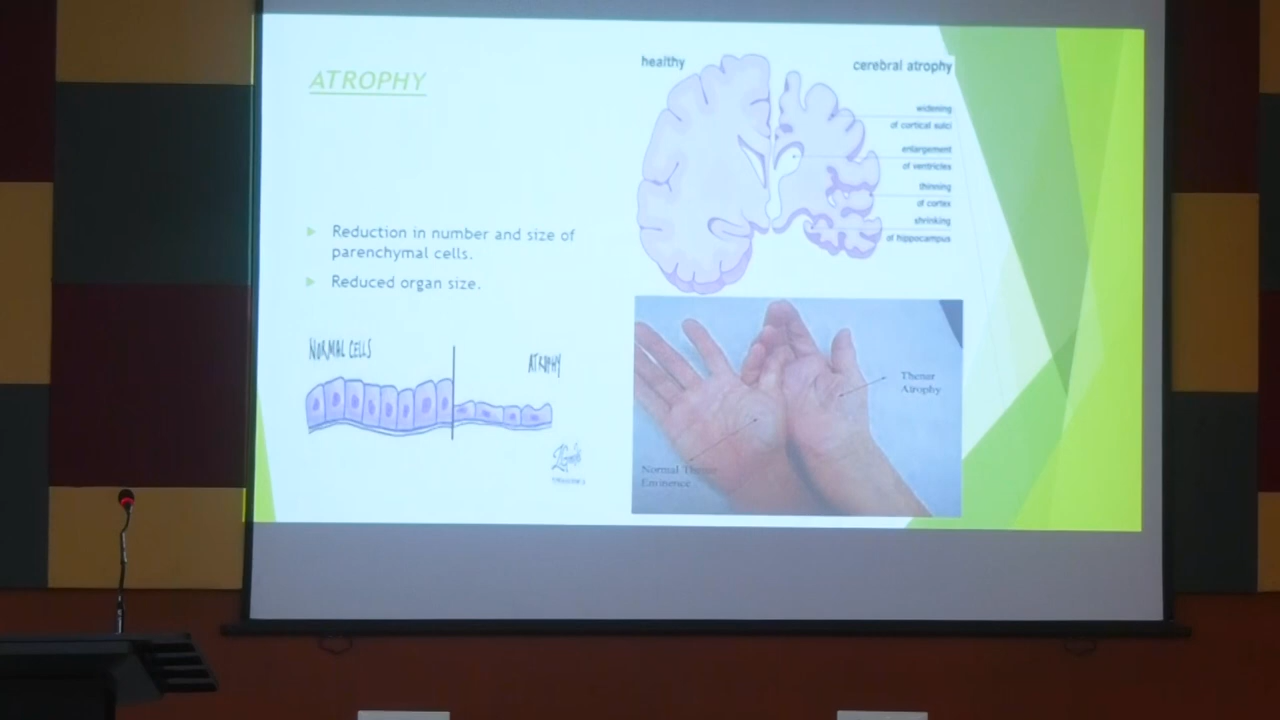 ATROPHY
Reduction in number and size of
parenchymal cells.
Reduced organ size.
NORMAL CELLS
ATROPHY
healthy
cerebral atrophy
widening
of cortical sulci
enlargement
of ventricles
thinning
of cortex
shrinking
of hippocampus
Thenar
Atrophy
Normal Thenar
Eminence